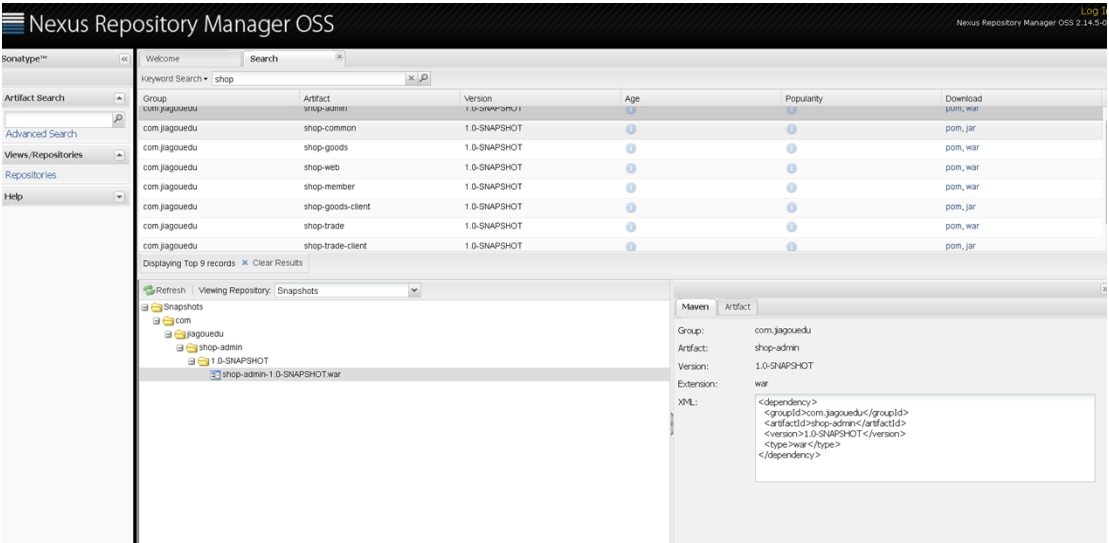 Nexus Repository Manager OSS
Log In
Nexus Repository Manager OSS 2.14.5-0
Sonatype™
Welcome Search
Keyword Search shop
Artifact Search
Advanced Search
Views/Repositories
Repositories
Help
Group Artifact Version Age Popularity Download
com.jiagouedu shop-admin 1.0-SNAPSHOT pom, war
com.jiagouedu shop-common 1.0-SNAPSHOT pom, jar
com.jiagouedu shop-goods 1.0-SNAPSHOT pom, war
com.jiagouedu shop-web 1.0-SNAPSHOT pom, war
com.jiagouedu shop-member 1.0-SNAPSHOT pom, war
com.jiagouedu shop-goods-client 1.0-SNAPSHOT pom, jar
com.jiagouedu shop-trade 1.0-SNAPSHOT pom, war
com.jiagouedu shop-trade-client 1.0-SNAPSHOT pom, jar
Displaying Top 9 records Clear Results
Refresh Viewing Repository: Snapshots
Snapshots
com
jiagouedu
shop-admin
1.0-SNAPSHOT
shop-admin-1.0-SNAPSHOT.war
Maven Artifact
Group: com.jiagouedu
Artifact: shop-admin
Version: 1.0-SNAPSHOT
Extension: war
XML:
<dependency>
<groupId>com.jiagouedu</groupId>
<artifactId>shop-admin</artifactId>
<version>1.0-SNAPSHOT</version>
<type>war</type>
</dependency>